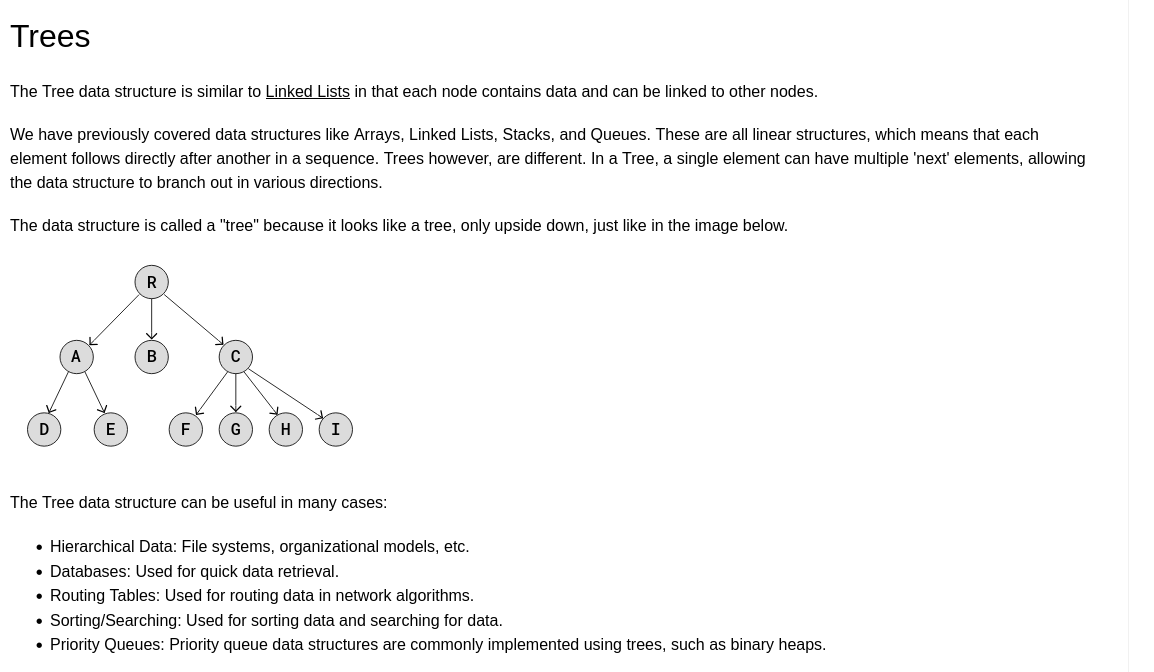 Trees
The Tree data structure is similar to Linked Lists in that each node contains data and can be linked to other nodes.
We have previously covered data structures like Arrays, Linked Lists, Stacks, and Queues. These are all linear structures, which means that each
element follows directly after another in a sequence. Trees however, are different. In a Tree, a single element can have multiple 'next' elements, allowing
the data structure to branch out in various directions.
The data structure is called a "tree" because it looks like a tree, only upside down, just like in the image below.
R
A B C
D E F G H I
The Tree data structure can be useful in many cases:
• Hierarchical Data: File systems, organizational models, etc.
• Databases: Used for quick data retrieval.
• Routing Tables: Used for routing data in network algorithms.
• Sorting/Searching: Used for sorting data and searching for data.
• Priority Queues: Priority queue data structures are commonly implemented using trees, such as binary heaps.